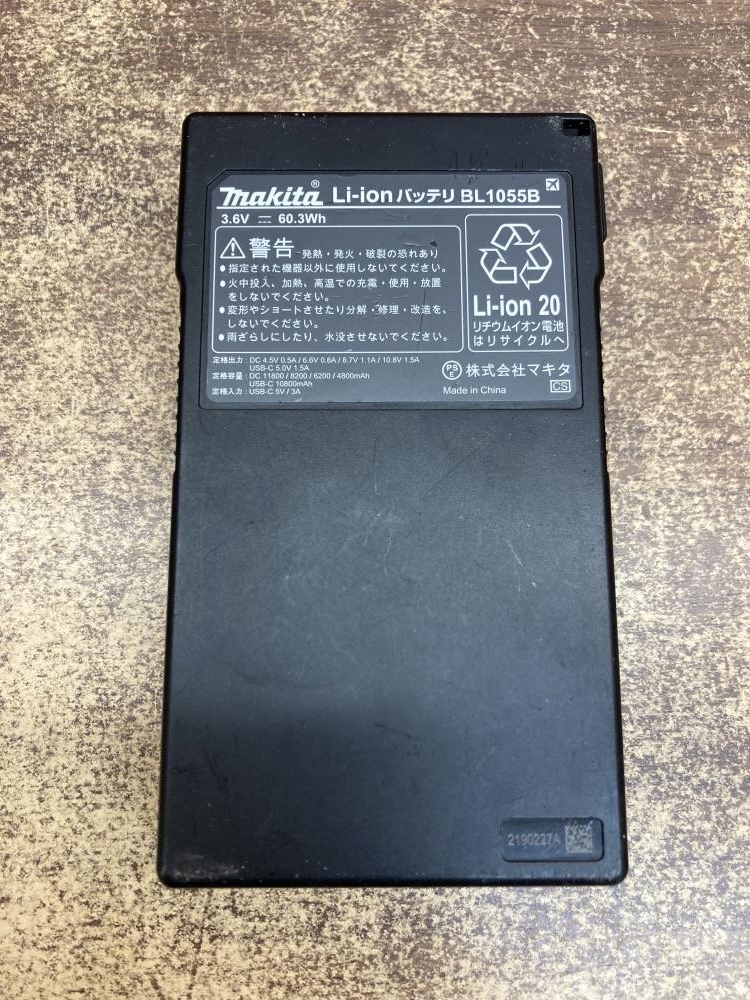 makita® Li-ion バッテリ BL1055B
3.6V ⎓ 60.3Wh
警告 -発熱・発火・破裂の恐れあり
●指定された機器以外に使用しないでください。
●火中投入、加熱、高温での充電・使用・放置
をしないでください。
●変形やショートさせたり分解・修理・改造を、
しないでください。
●雨ざらしにしたり、水没させないでください。
Li-ion 20
リチウムイオン電池
はリサイクルへ
定格出力 : DC 4.5V 0.5A / 6.6V 0.8A / 8.7V 1.1A / 10.8V 1.5A
USB-C 5.0V 1.5A
定格容量 : DC 11800 / 8200 / 6200 / 4800mAh
USB-C 10800mAh
定格入力 : USB-C 5V / 3A
PS
E 株式会社マキタ
Made in China
CS
2190227A